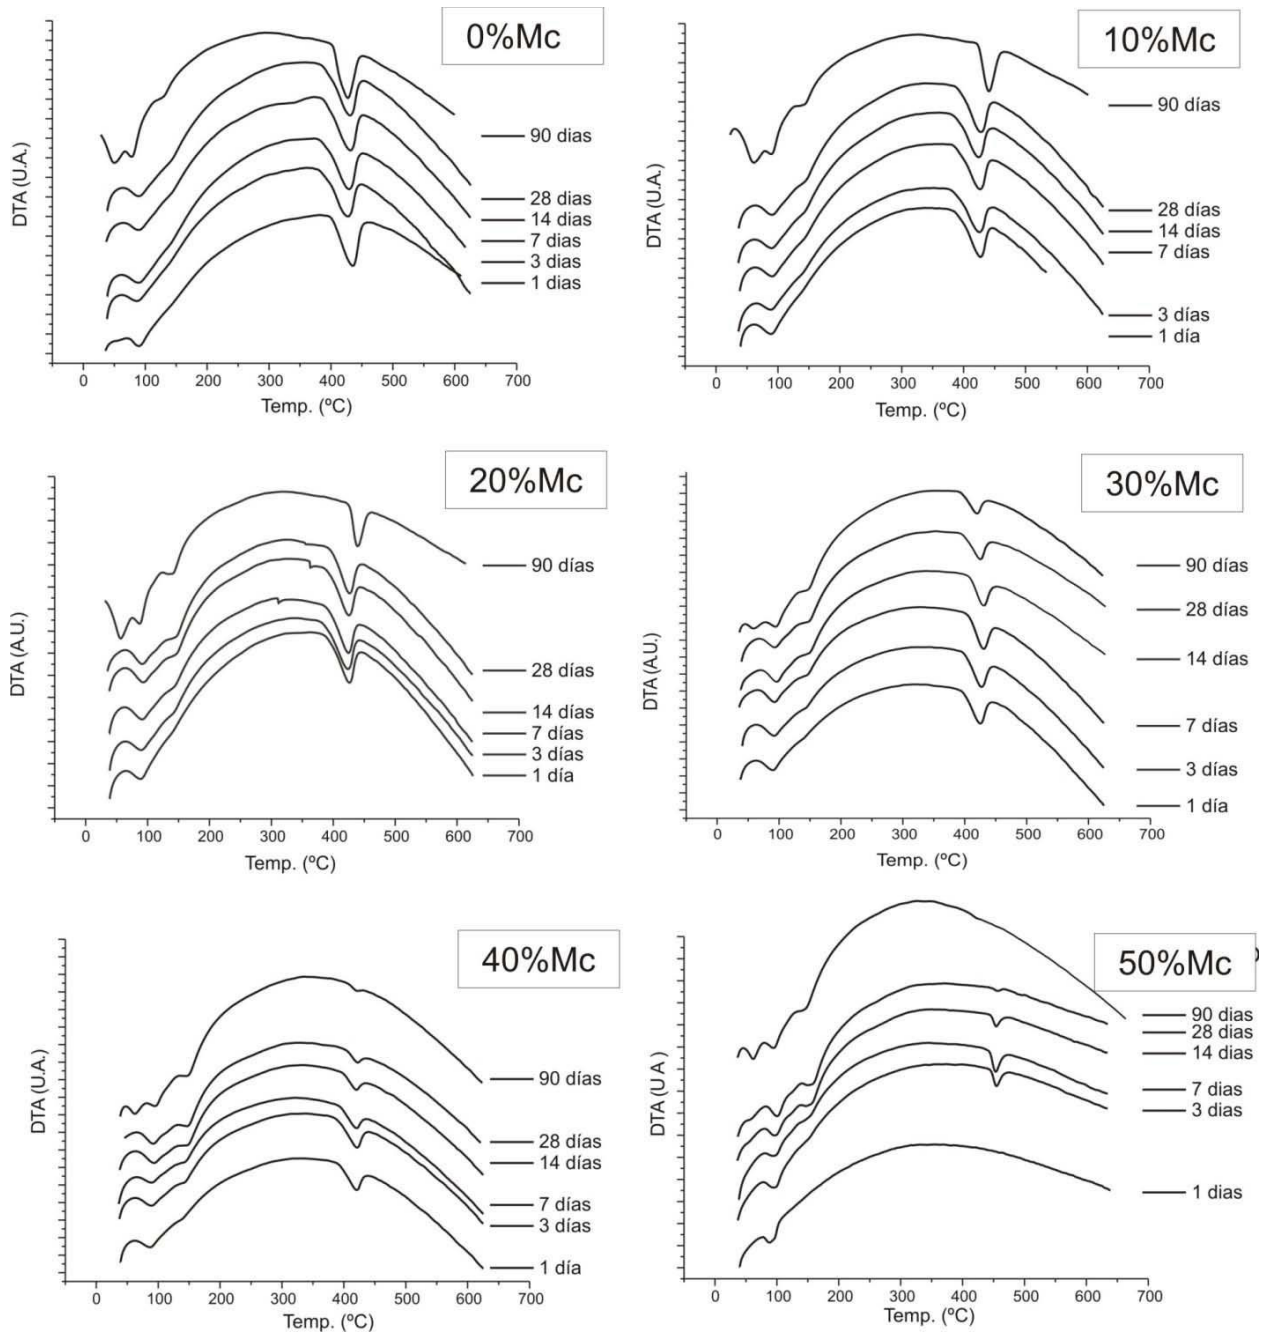 0%Mc
DTA (U.A.)
90 dias
28 dias
14 dias
7 dias
3 dias
1 dias
0 100 200 300 400 500 600 700
Temp. (ºC)
10%Mc
DTA (U.A.)
90 días
28 días
14 días
7 días
3 días
1 día
0 100 200 300 400 500 600 700
Temp. (ºC)
20%Mc
DTA (A.U.)
90 días
28 días
14 días
7 días
3 días
1 día
0 100 200 300 400 500 600 700
Temp. (ºC)
30%Mc
DTA (A.U.)
90 días
28 días
14 días
7 días
3 días
1 día
0 100 200 300 400 500 600 700
Temp. (ºC)
40%Mc
DTA (U.A.)
90 días
28 días
14 días
7 días
3 días
1 día
0 100 200 300 400 500 600 700
Temp. (ºC)
50%Mc
DTA (U A )
90 dias
28 dias
14 dias
7 dias
3 dias
1 dias
0 100 200 300 400 500 600 700
Temp. (ºC)